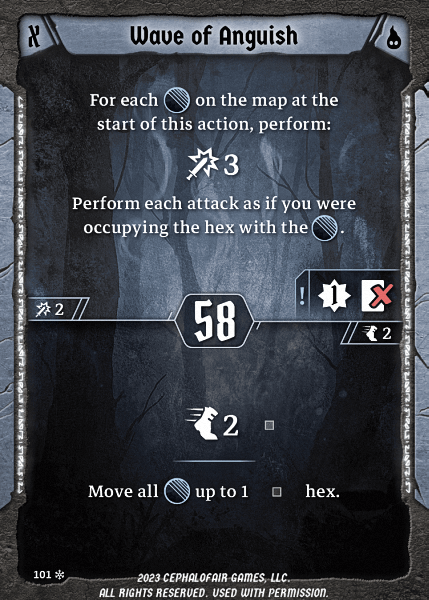 Wave of Anguish
For each on the map at the
start of this action, perform:
3
Perform each attack as if you were
occupying the hex with the .
2
! 1
58
2
2
Move all up to 1 hex.
101
2023 CEPHALOFAIR GAMES, LLC.
ALL RIGHTS RESERVED. USED WITH PERMISSION.